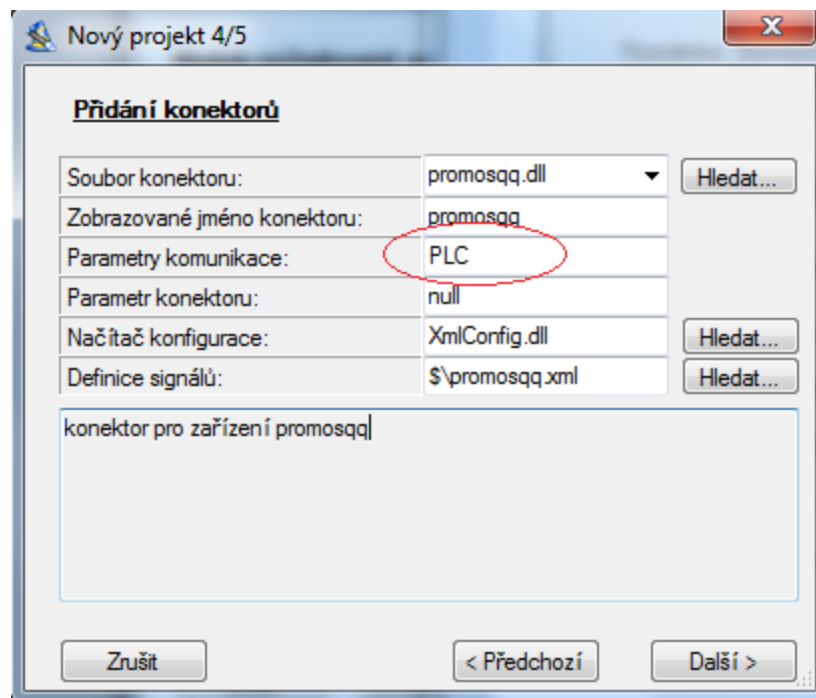 Nový projekt 4/5
Přidání konektorů
Soubor konektoru: promosqq.dll Hledat...
Zobrazované jméno konektoru: promosqq
Parametry komunikace: PLC
Parametr konektoru: null
Načítač konfigurace: XmlConfig.dll Hledat...
Definice signálů: $\promosqq.xml Hledat...
konektor pro zařízení promosqq
Zrušit < Předchozí Další >